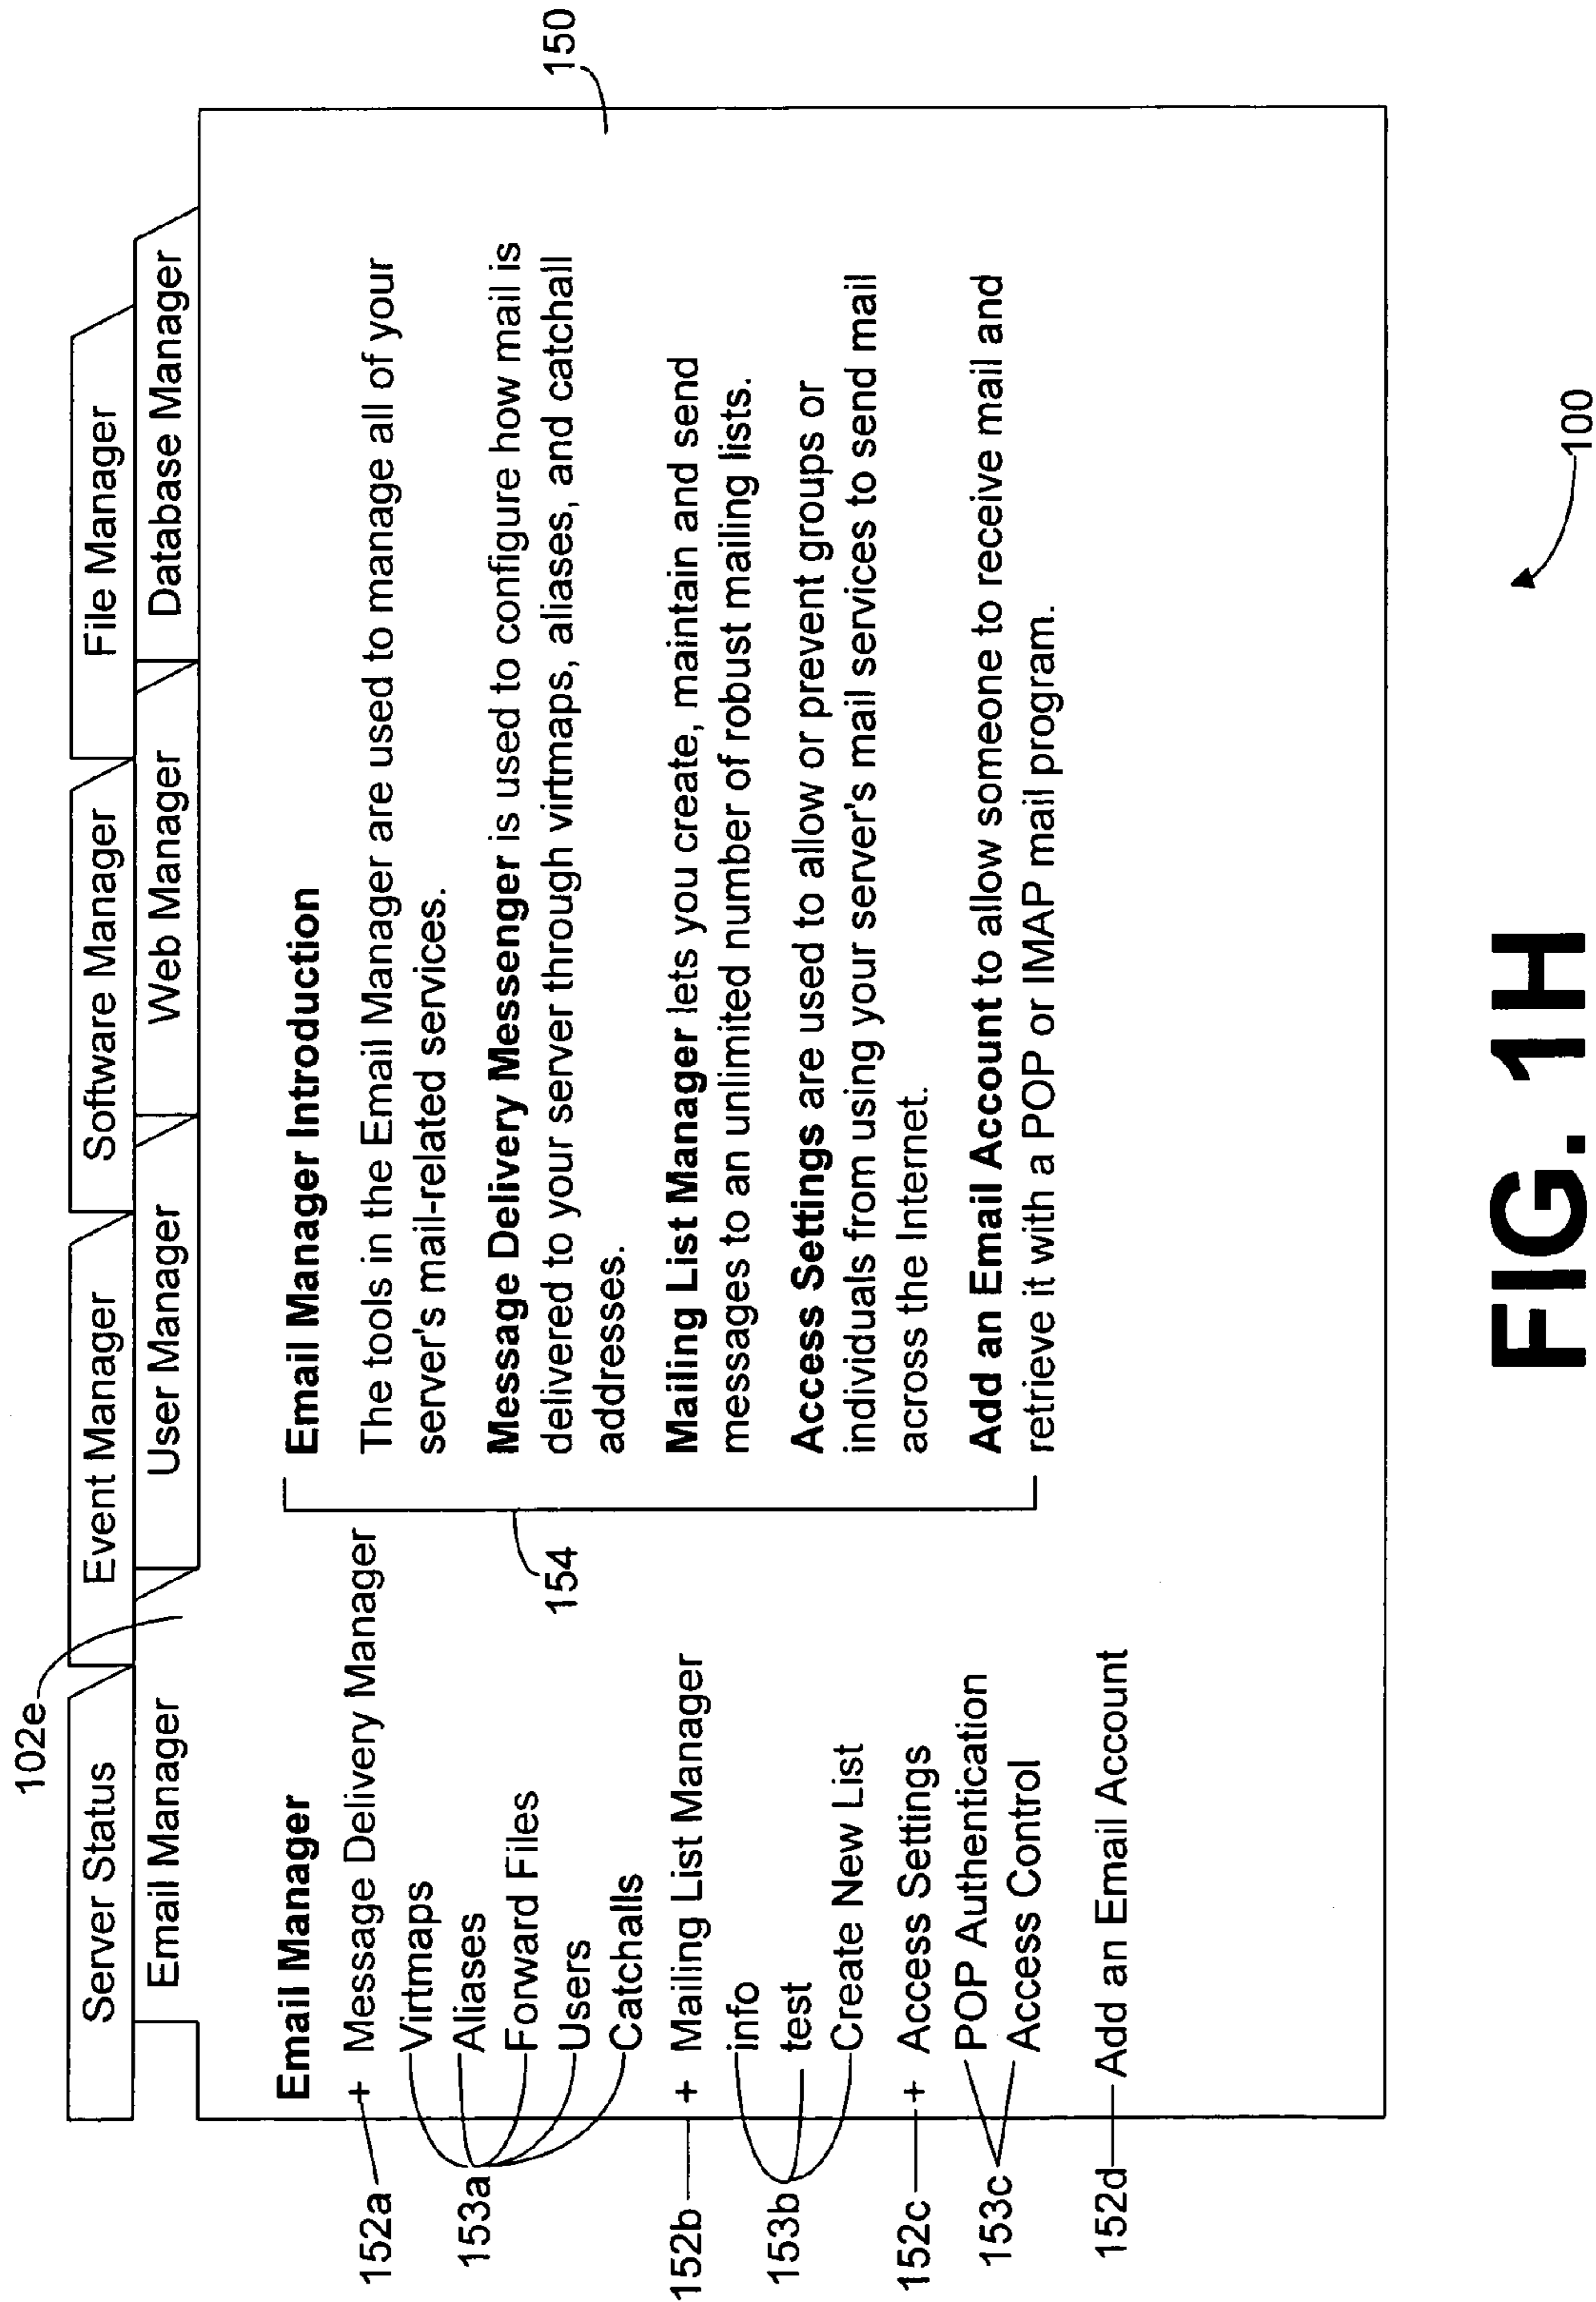 Server Status
Event Manager
Software Manager
File Manager
102e
Email Manager
User Manager
Web Manager
Database Manager
150
Email Manager
152a
+ Message Delivery Manager
153a
Virtmaps
Aliases
Forward Files
Users
Catchalls
152b
+ Mailing List Manager
153b
info
test
Create New List
152c
+ Access Settings
153c
POP Authentication
Access Control
152d
Add an Email Account
154
Email Manager Introduction
The tools in the Email Manager are used to manage all of your
server's mail-related services.
Message Delivery Messenger is used to configure how mail is
delivered to your server through virtmaps, aliases, and catchall
addresses.
Mailing List Manager lets you create, maintain and send
messages to an unlimited number of robust mailing lists.
Access Settings are used to allow or prevent groups or
individuals from using your server's mail services to send mail
across the Internet.
Add an Email Account to allow someone to receive mail and
retrieve it with a POP or IMAP mail program.
100
FIG. 1H